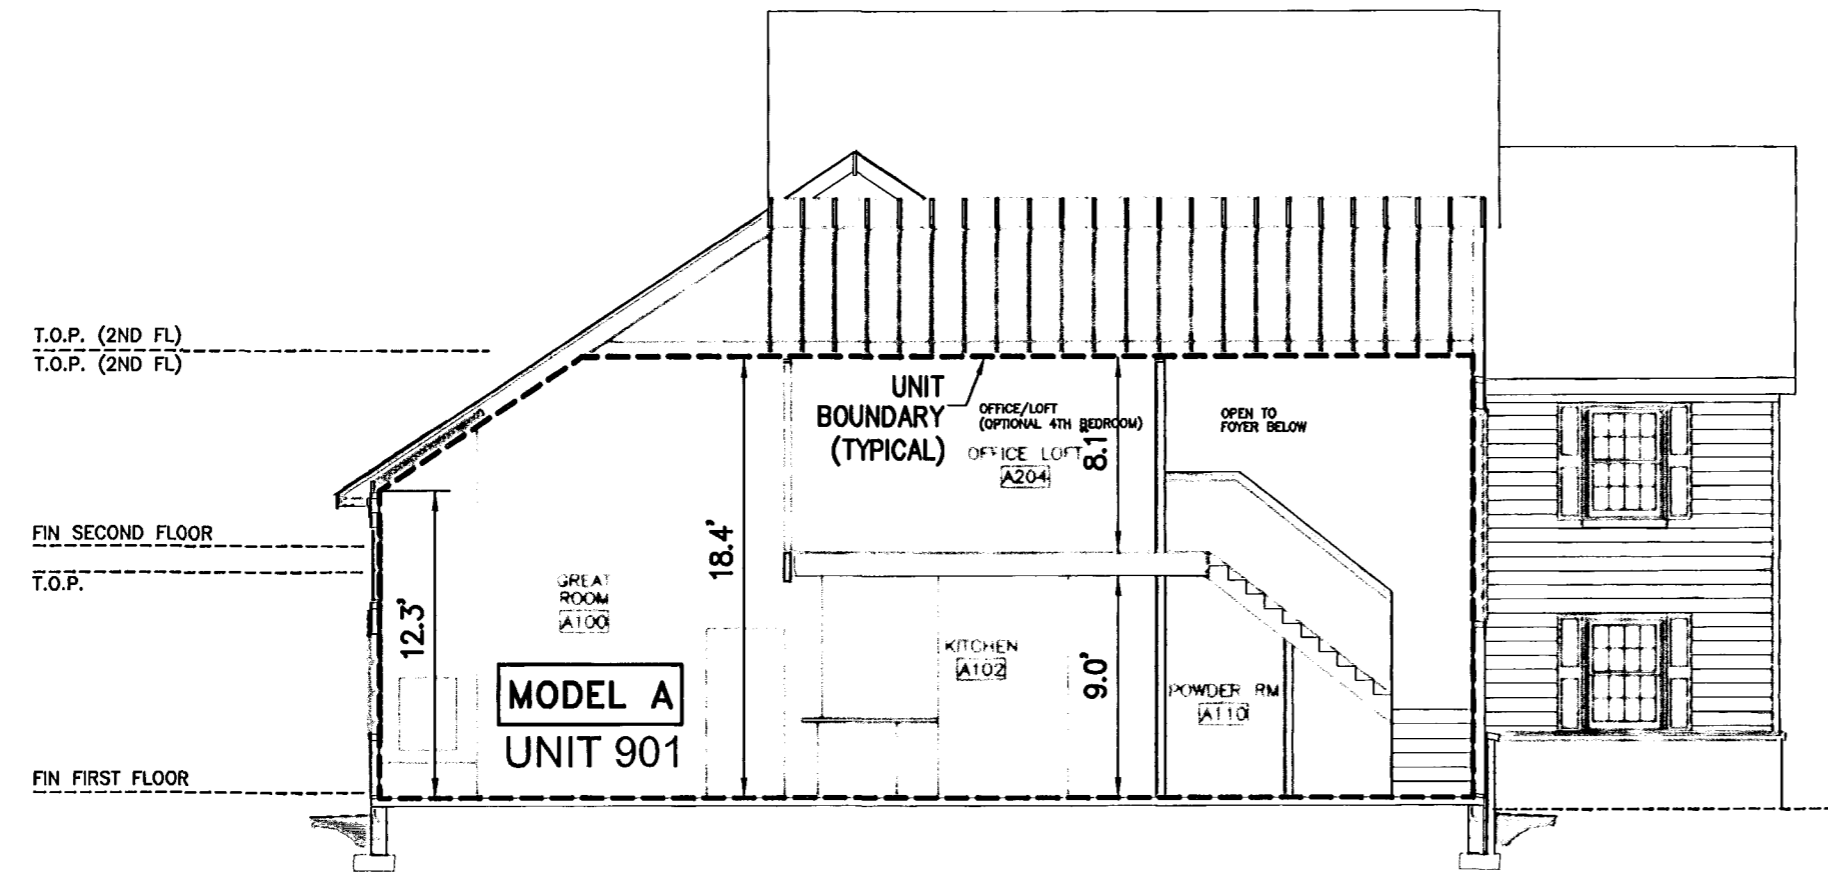 T.O.P. (2ND FL)
T.O.P. (2ND FL)
UNIT
BOUNDARY
(TYPICAL)
OFFICE/LOFT
(OPTIONAL 4TH BEDROOM)
OFFICE LOFT
A204
8.1'
OPEN TO
FOYER BELOW
FIN SECOND FLOOR
T.O.P.
12.3'
18.4'
GREAT
ROOM
A100
MODEL A
UNIT 901
KITCHEN
A102
9.0'
POWDER RM
A110
FIN FIRST FLOOR